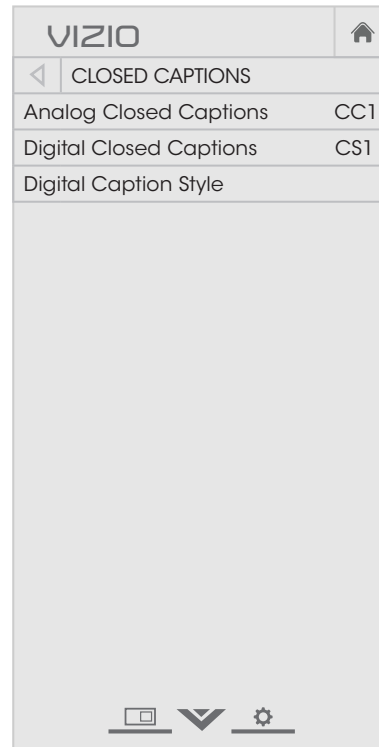 VIZIO
CLOSED CAPTIONS
Analog Closed Captions CC1
Digital Closed Captions CS1
Digital Caption Style